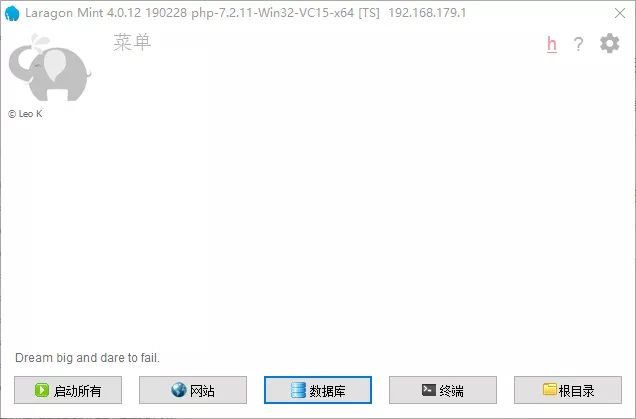 Laragon Mint 4.0.12 190228 php-7.2.11-Win32-VC15-x64 [TS] 192.168.179.1
菜单
h ?
© Leo K
Dream big and dare to fail.
启动所有 网站 数据库 终端 根目录